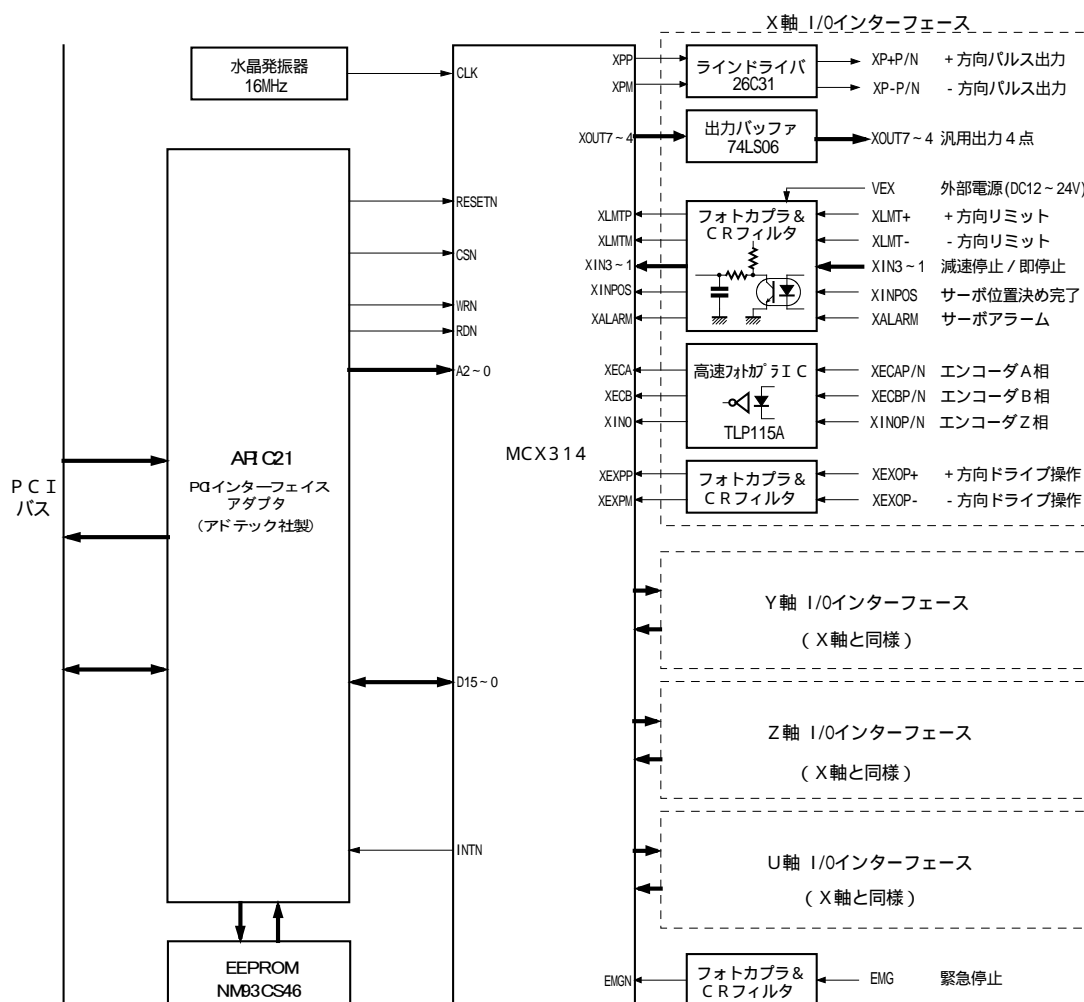 X軸 I/Oインターフェース
水晶発振器
16MHz
CLK
XPP
XPM
ラインドライバ
26C31
XP+P/N +方向パルス出力
XP-P/N -方向パルス出力
XOUT7~4
出力バッファ
74LS06
XOUT7~4 汎用出力4点
RESETN
CSN
WRN
RDN
A2~0
VEX 外部電源(DC12~24V)
XLMTP
XLMTM
XIN3~1
XINPOS
XALARM
フォトカプラ&
CRフィルタ
XLMT+ +方向リミット
XLMT- -方向リミット
XIN3~1 減速停止/即停止
XINPOS サーボ位置決め完了
XALARM サーボアラーム
XECA
XECB
XIN0
高速フォトカプラIC
TLP115A
XECAP/N エンコーダA相
XECBP/N エンコーダB相
XIN0P/N エンコーダZ相
MCX314
PCI
バス
APIC21
PCIインターフェイス
アダプタ
(アドテック社製)
XEXPP
XEXPM
フォトカプラ&
CRフィルタ
XEXOP+ +方向ドライブ操作
XEXOP- -方向ドライブ操作
Y軸 I/Oインターフェース
(X軸と同様)
D15~0
Z軸 I/Oインターフェース
(X軸と同様)
INTN
U軸 I/Oインターフェース
(X軸と同様)
EEPROM
NM93CS46
EMGN
フォトカプラ&
CRフィルタ
EMG 緊急停止